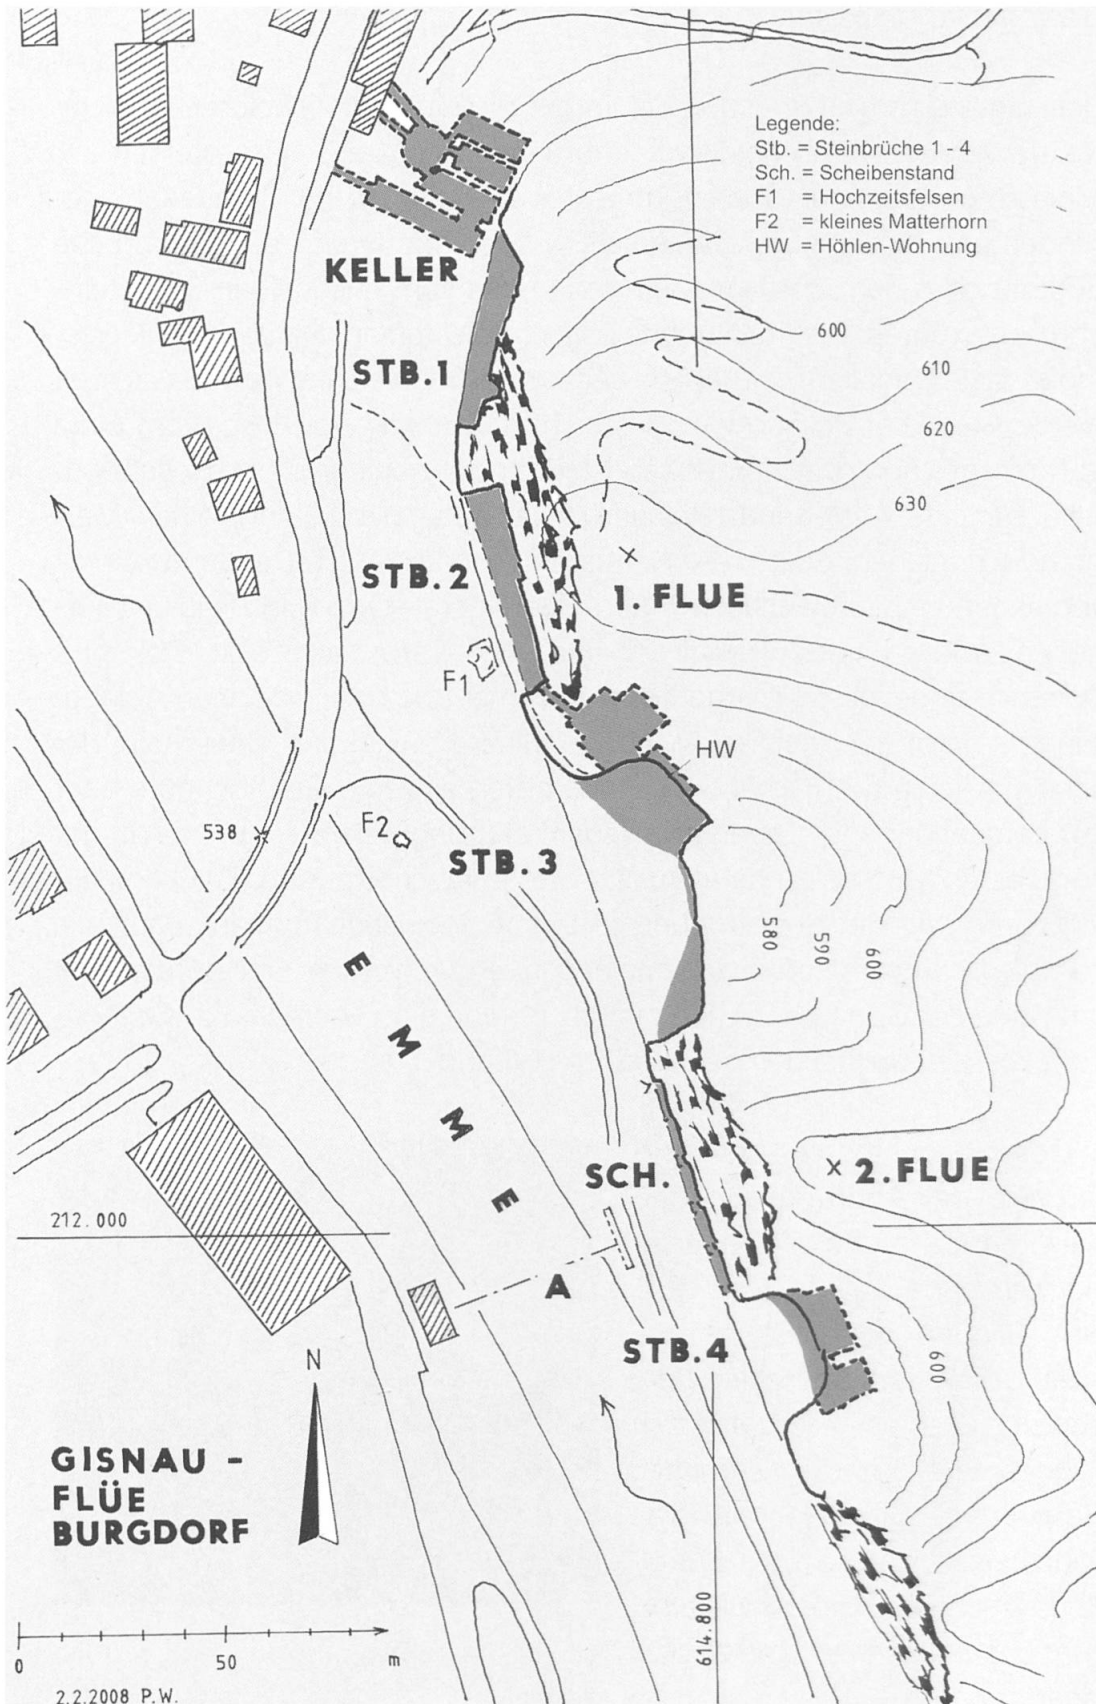 Legende:
Stb. = Steinbrüche 1 - 4
Sch. = Scheibenstand
F1 = Hochzeitsfelsen
F2 = kleines Matterhorn
HW = Höhlen-Wohnung
KELLER
600
STB.1
610
620
630
STB.2
1. FLUE
F1
HW
538
F2
STB. 3
580
590
600
EMME
SCH.
2. FLUE
212.000
A
STB.4
600
N
GISNAU -
FLÜE
BURGDORF
614.800
0 50 m
2.2.2008 P.W.